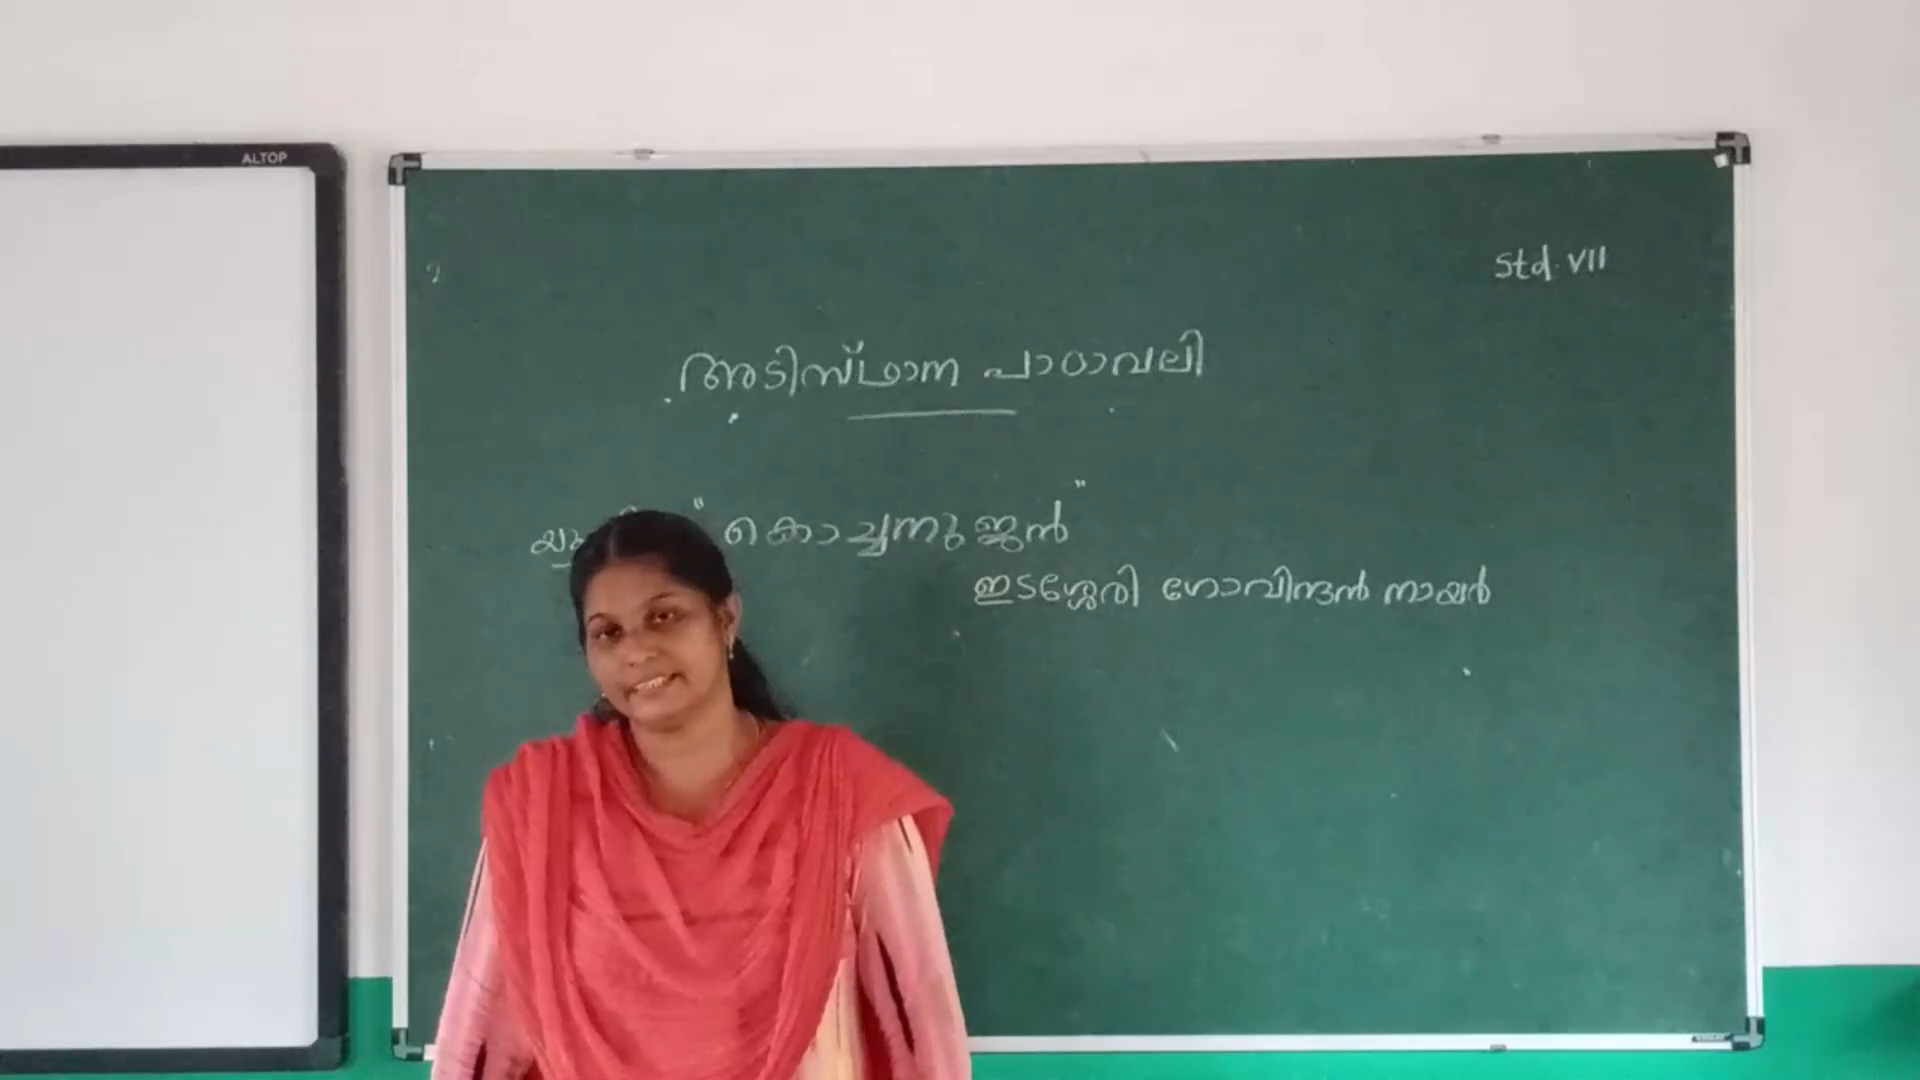 ALTOP
Std. VII
അടിസ്ഥാന പാഠാവലി
" കൊച്ചനുജൻ "
ഇടശ്ശേരി ഗോവിന്ദൻ നായർ